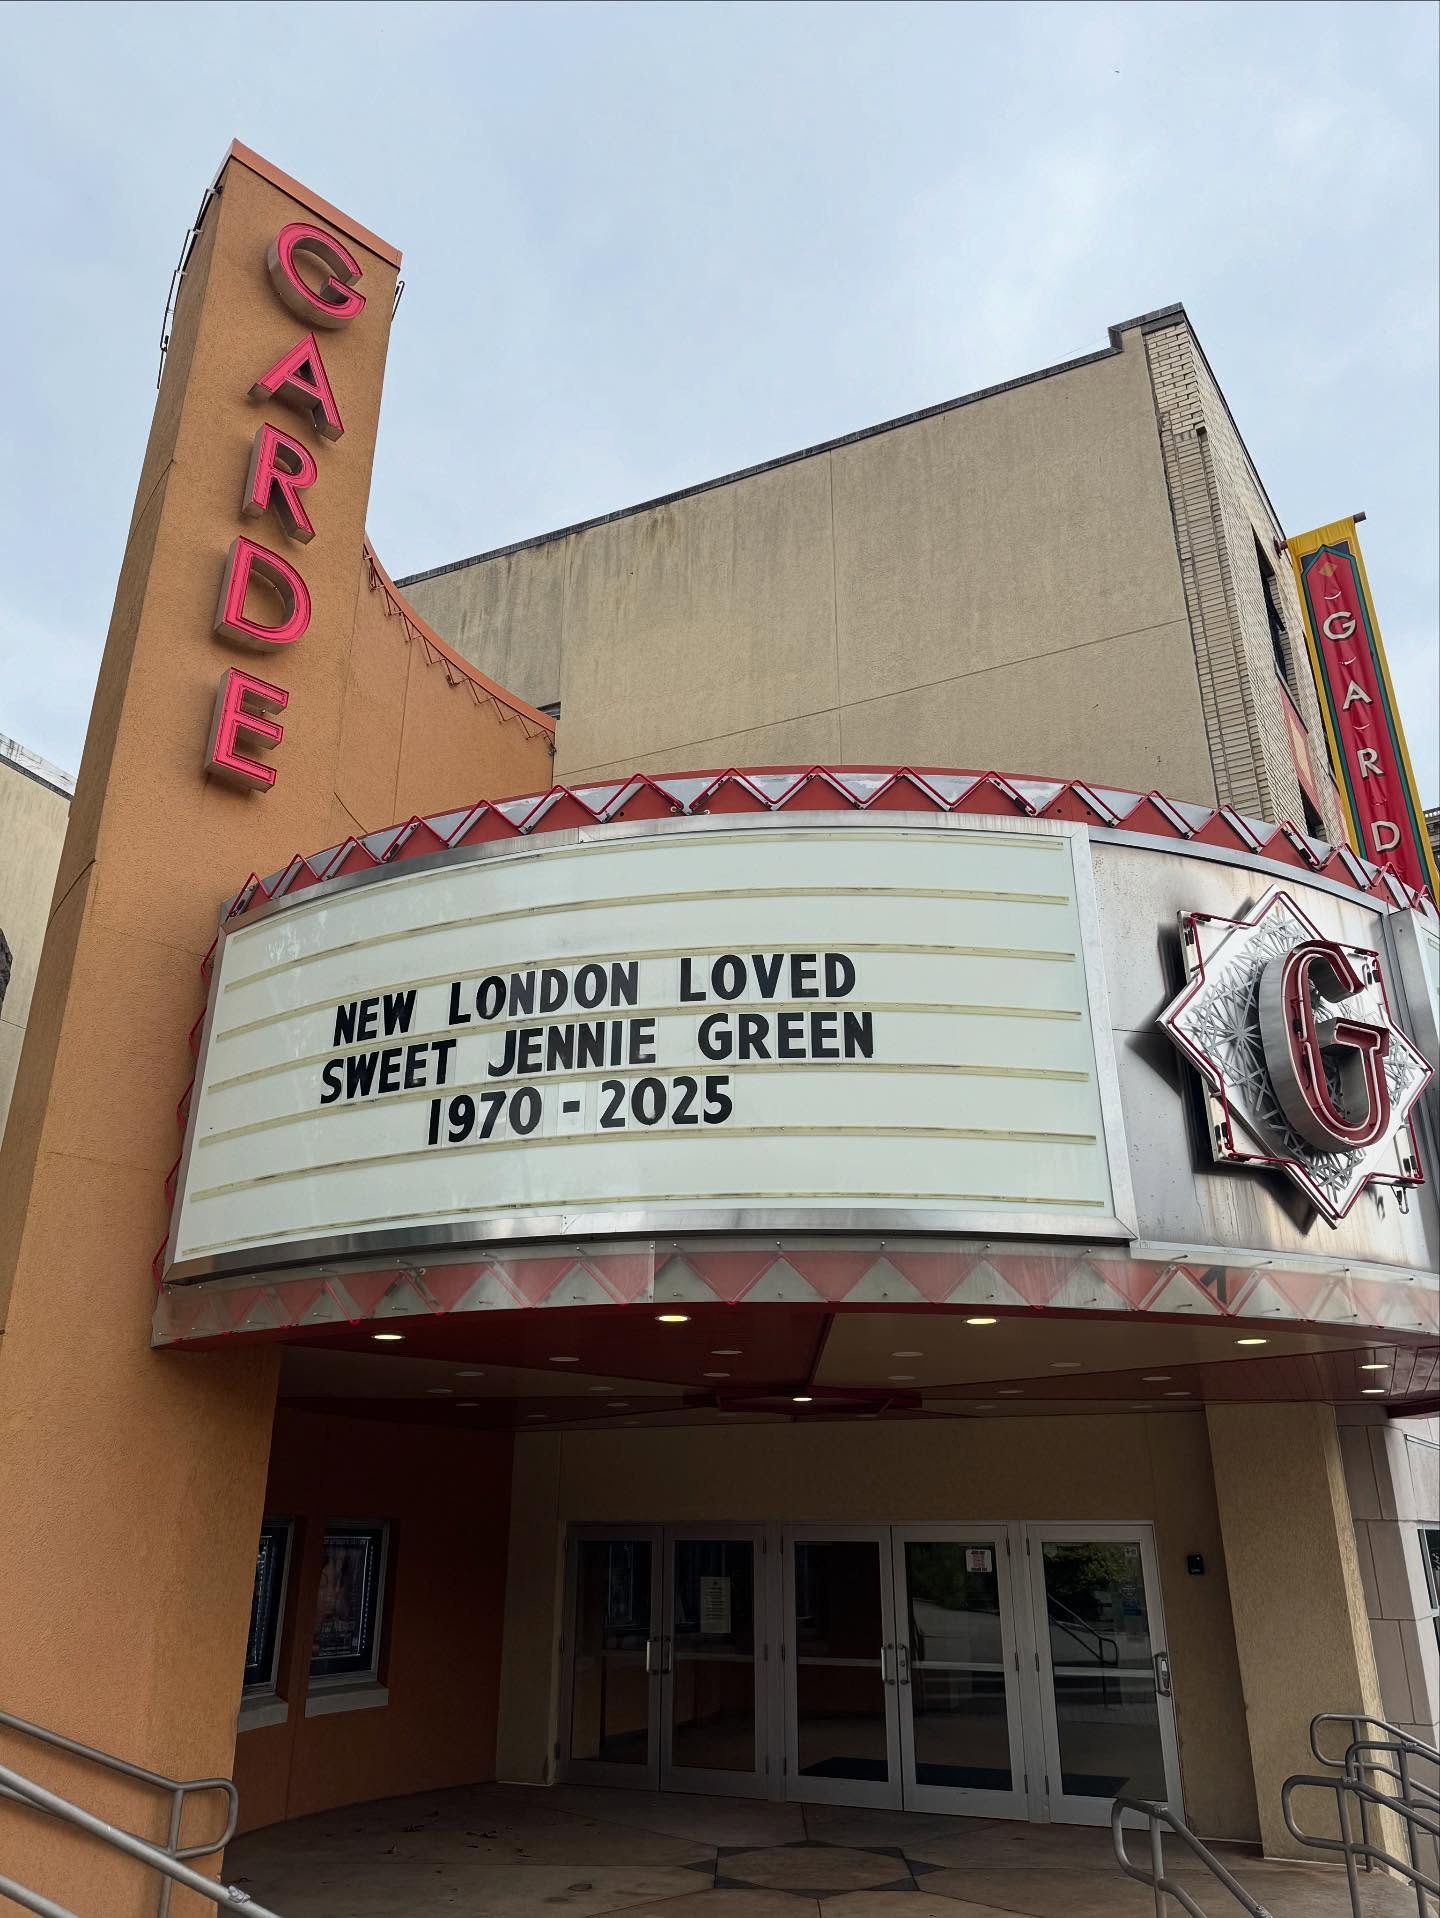 GARDE
GARD
NEW LONDON LOVED
SWEET JENNIE GREEN
1970 - 2025
G